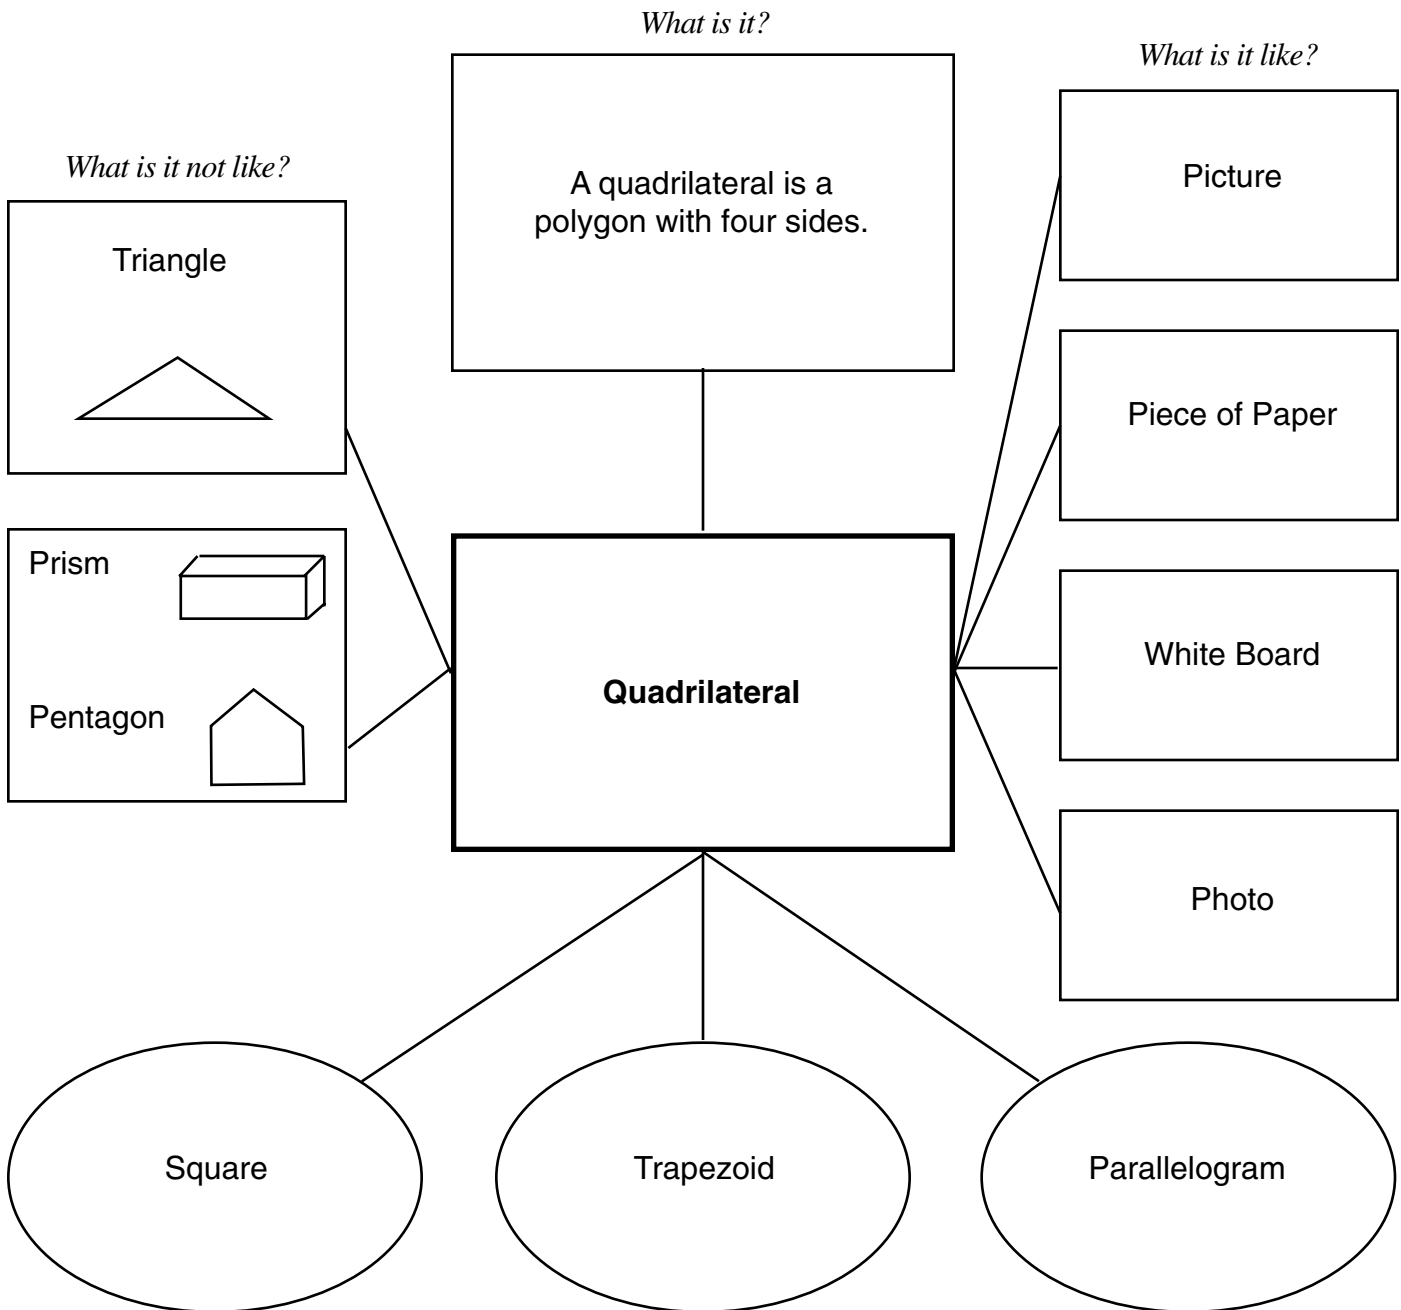 What is it?
What is it like?
What is it not like?
A quadrilateral is a
polygon with four sides.
Picture
Triangle
Piece of Paper
Prism
White Board
Quadrilateral
Pentagon
Photo
Square
Trapezoid
Parallelogram